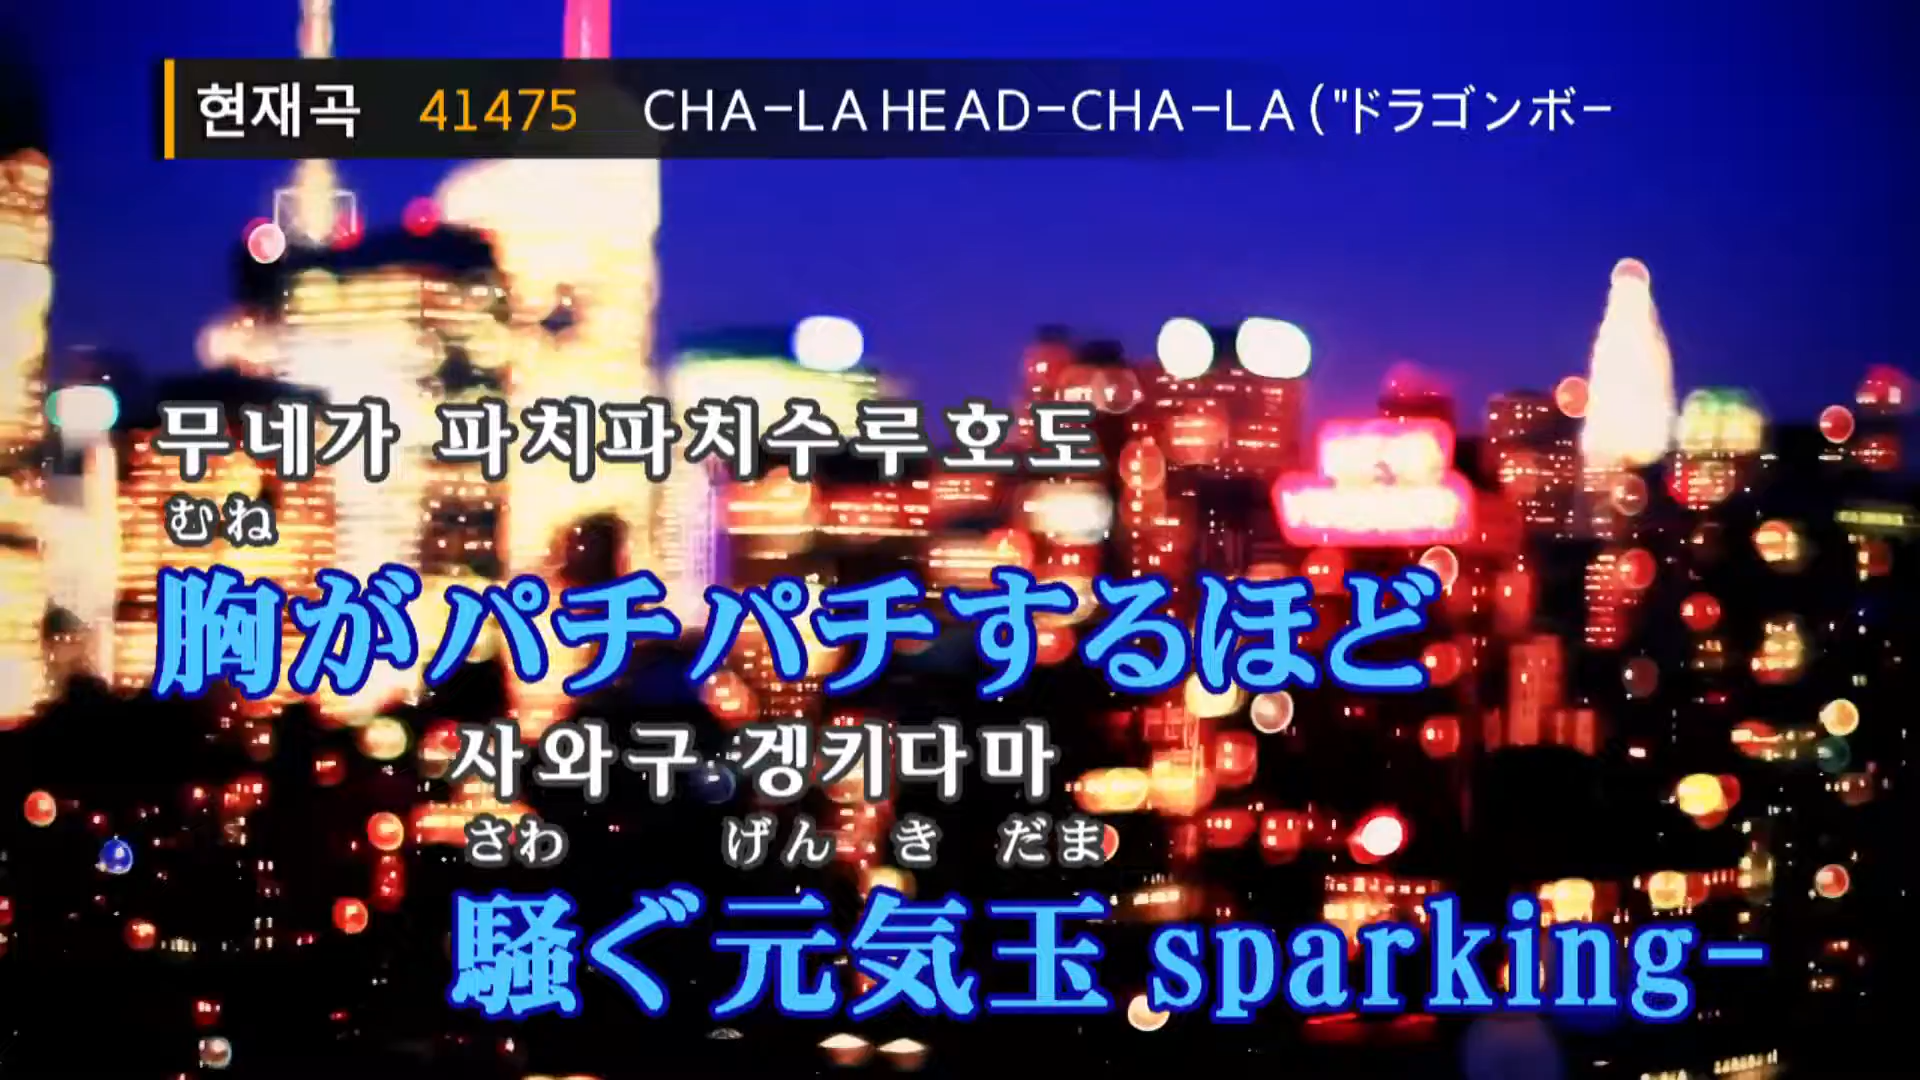 현재곡 41475 CHA-LA HEAD-CHA-LA ("ドラゴンボー
무네가 파치파치수루호도
むね
胸がパチパチするほど
사와구 겡키다마
さわ げん き だま
騒ぐ元気玉 sparking-